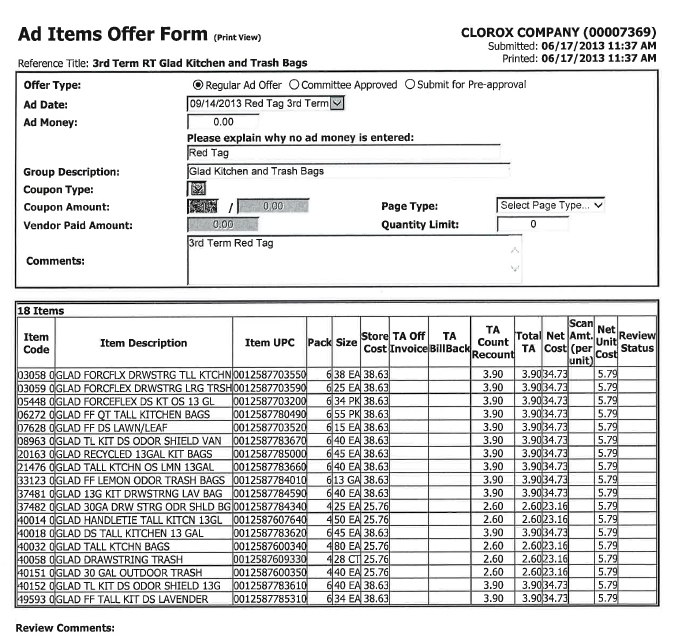 Ad Items Offer Form (Print View)
CLOROX COMPANY (00007369)
Submitted: 06/17/2013 11:37 AM
Printed: 06/17/2013 11:37 AM
Reference Title: 3rd Term RT Glad Kitchen and Trash Bags
Offer Type: Regular Ad Offer Committee Approved Submit for Pre-approval
Ad Date: 09/14/2013 Red Tag 3rd Term
Ad Money: 0.00
Please explain why no ad money is entered:
Red Tag
Group Description: Glad Kitchen and Trash Bags
Coupon Type:
Coupon Amount: / 0.00 Page Type: Select Page Type...
Vendor Paid Amount: 0.00 Quantity Limit: 0
Comments: 3rd Term Red Tag
18 Items
Item Code Item Description Item UPC Pack Size Store Cost TA Off Invoice TA BillBack TA Count Recount Total TA Net Cost Scan Amt. (per unit) Net Unit Cost Review Status
03058 0 GLAD FORCFLX DRWSTRG TLL KTCHN 0012587703550 6 38 EA 38.63 3.90 3.90 34.73 5.79
03059 0 GLAD FORCFLEX DRWSTRG LRG TRSH 0012587703590 6 25 EA 38.63 3.90 3.90 34.73 5.79
05448 0 GLAD FORCEFLEX DS KT OS 13 GL 0012587703200 6 34 PK 38.63 3.90 3.90 34.73 5.79
06272 0 GLAD FF QT TALL KITCHEN BAGS 0012587780490 6 55 PK 38.63 3.90 3.90 34.73 5.79
07628 0 GLAD FF DS LAWN/LEAF 0012587703520 6 15 EA 38.63 3.90 3.90 34.73 5.79
08963 0 GLAD TL KIT DS ODOR SHIELD VAN 0012587783670 6 40 EA 38.63 3.90 3.90 34.73 5.79
20163 0 GLAD RECYCLED 13GAL KIT BAGS 0012587785000 6 45 EA 38.63 3.90 3.90 34.73 5.79
21476 0 GLAD TALL KTCHN OS LMN 13GAL 0012587783660 6 40 EA 38.63 3.90 3.90 34.73 5.79
33123 0 GLAD FF LEMON ODOR TRASH BAGS 0012587784010 6 13 GA 38.63 3.90 3.90 34.73 5.79
37481 0 GLAD 13G KIT DRWSTRNG LAV BAG 0012587784590 6 40 EA 38.63 3.90 3.90 34.73 5.79
37482 0 GLAD 30GA DRW STRG ODR SHLD BG 0012587784340 4 25 EA 25.76 2.60 2.60 23.16 5.79
40014 0 GLAD HANDLETIE TALL KITCN 13GL 0012587607640 4 50 EA 25.76 2.60 2.60 23.16 5.79
40018 0 GLAD DS TALL KITCHEN 13 GAL 0012587783620 6 45 EA 38.63 3.90 3.90 34.73 5.79
40032 0 GLAD TALL KTCHN BAGS 0012587600340 4 80 EA 25.76 2.60 2.60 23.16 5.79
40058 0 GLAD DRAWSTRING TRASH 0012587609330 4 28 CT 25.76 2.60 2.60 23.16 5.79
40151 0 GLAD 30 GAL OUTDOOR TRASH 0012587600350 4 40 EA 25.76 2.60 2.60 23.16 5.79
40152 0 GLAD TL KIT DS ODOR SHIELD 13G 0012587783610 6 40 EA 38.63 3.90 3.90 34.73 5.79
49593 0 GLAD FF TALL KIT DS LAVENDER 0012587785310 6 34 EA 38.63 3.90 3.90 34.73 5.79
Review Comments: